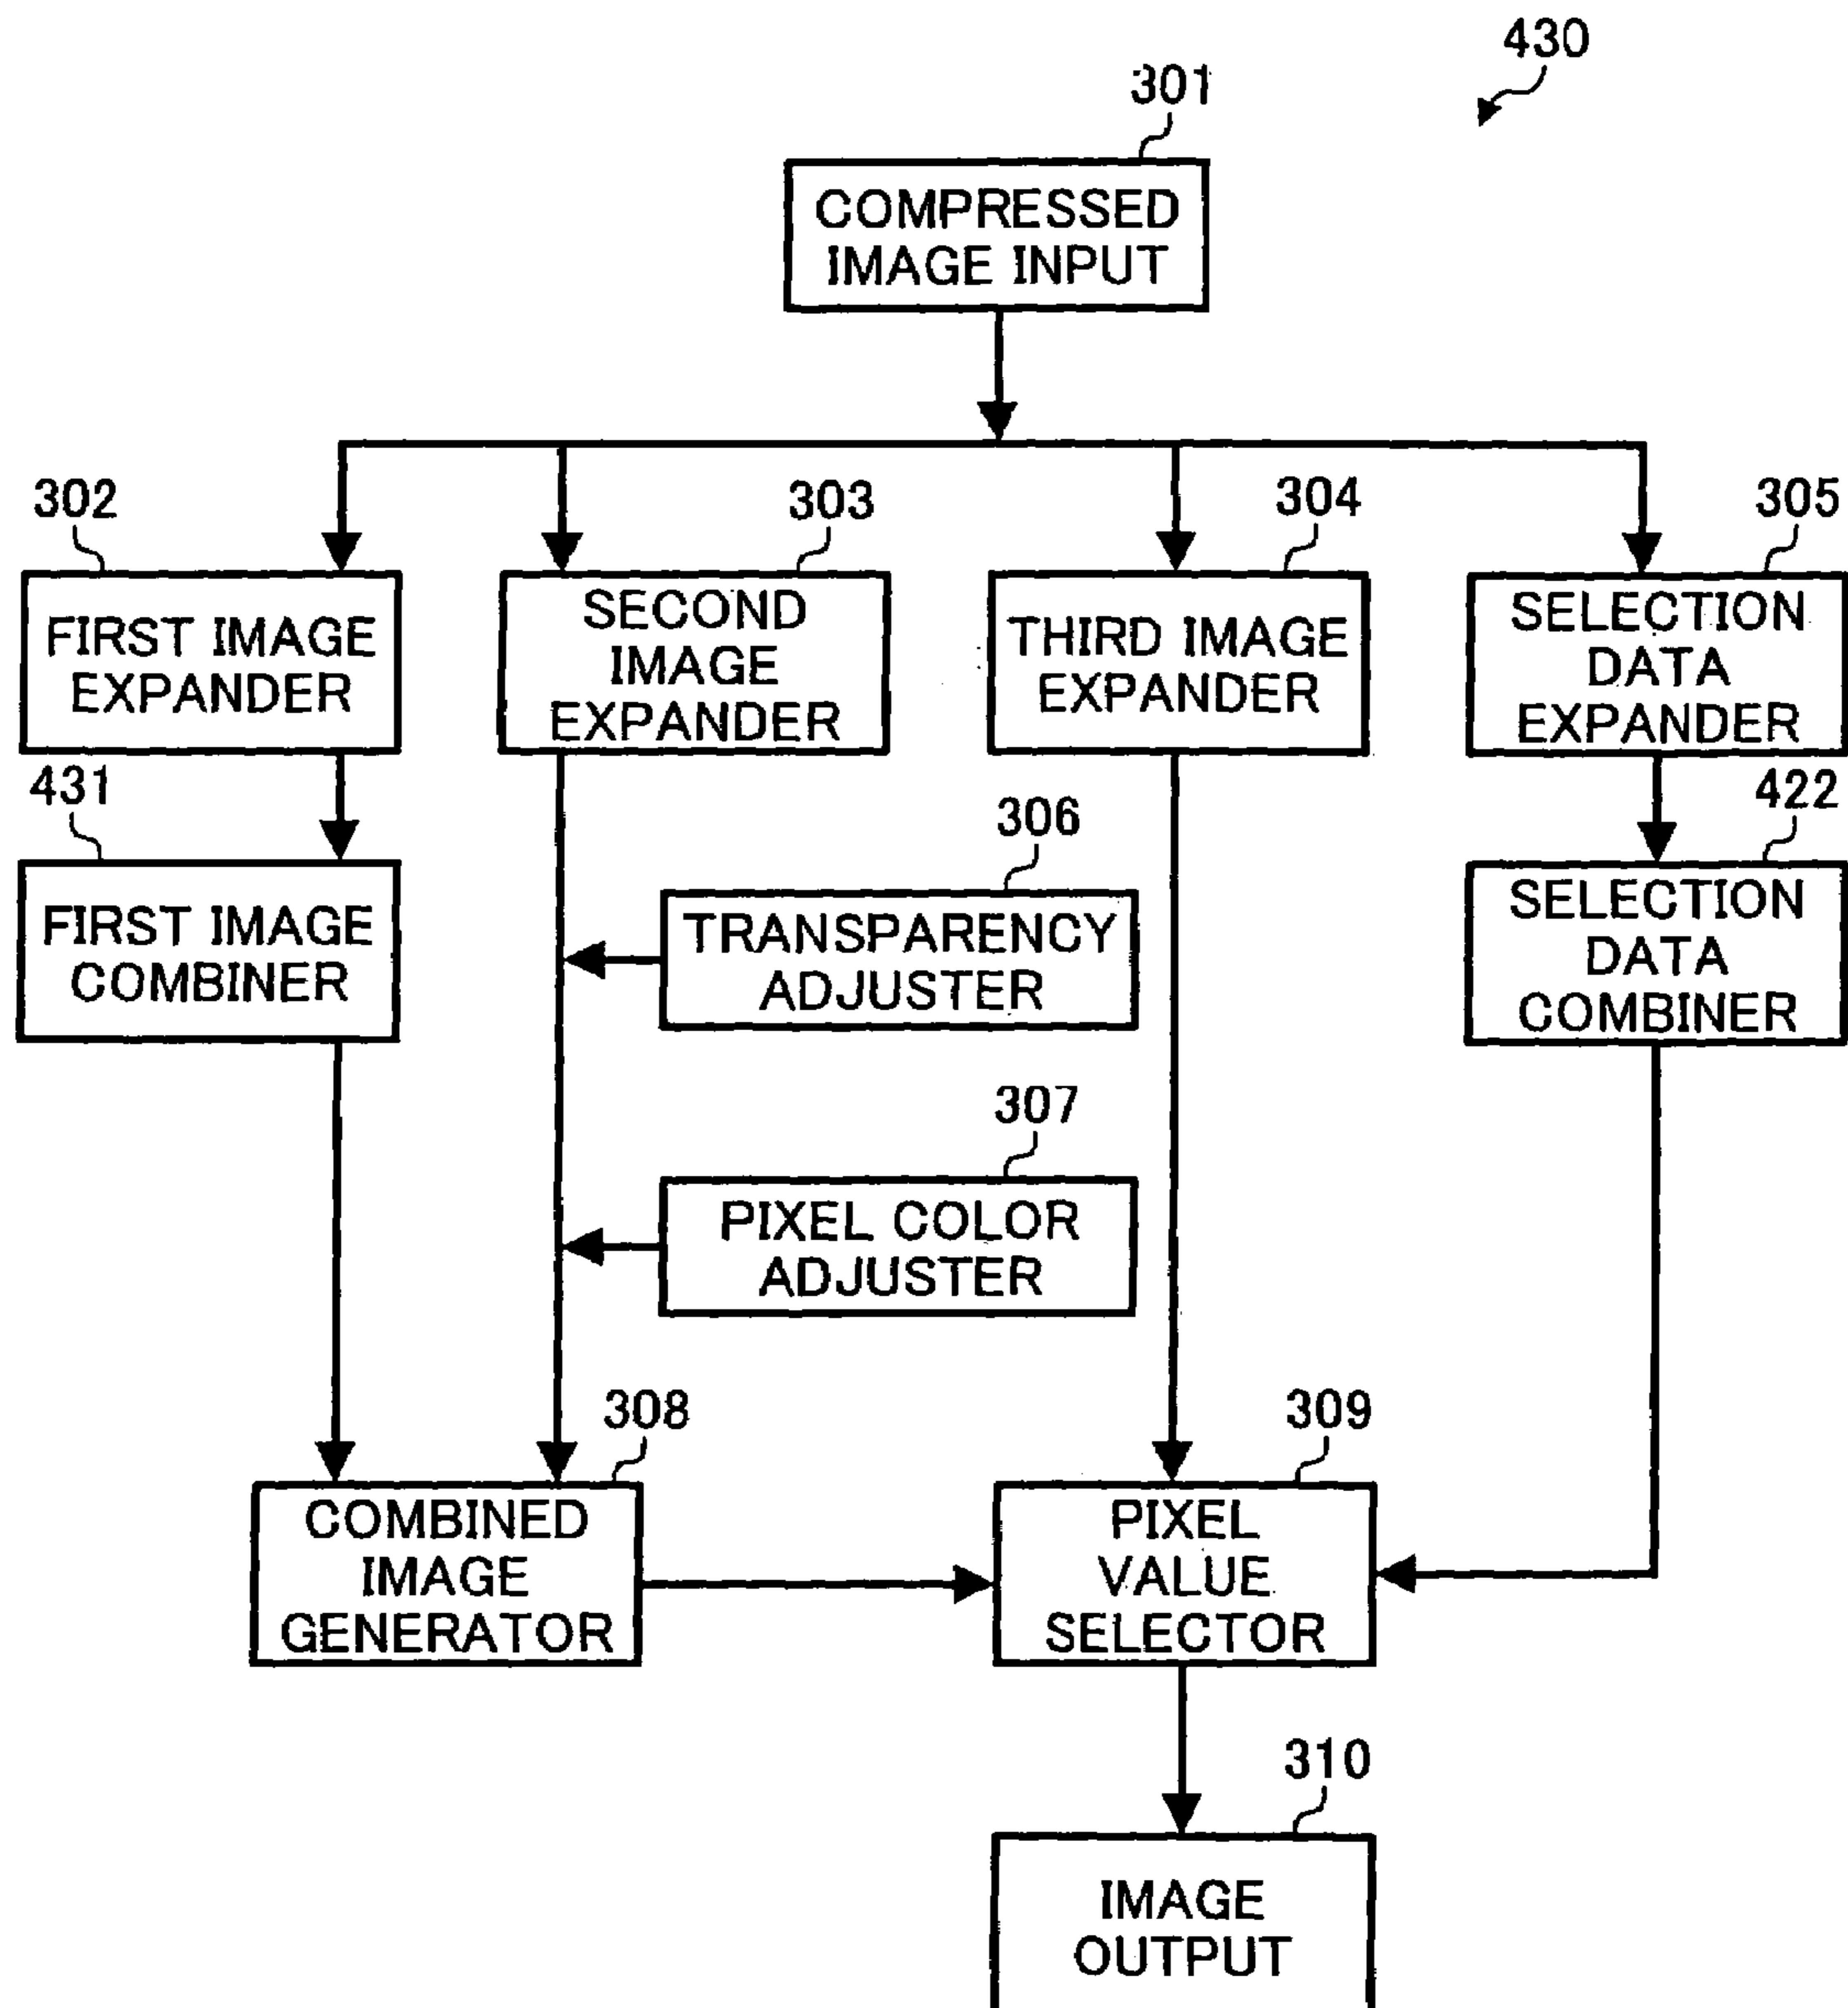 430
301
COMPRESSED
IMAGE INPUT
302
303
304
305
FIRST IMAGE
EXPANDER
SECOND
IMAGE
EXPANDER
THIRD IMAGE
EXPANDER
SELECTION
DATA
EXPANDER
431
306
422
FIRST IMAGE
COMBINER
TRANSPARENCY
ADJUSTER
SELECTION
DATA
COMBINER
307
PIXEL COLOR
ADJUSTER
308
309
COMBINED
IMAGE
GENERATOR
PIXEL
VALUE
SELECTOR
310
IMAGE
OUTPUT